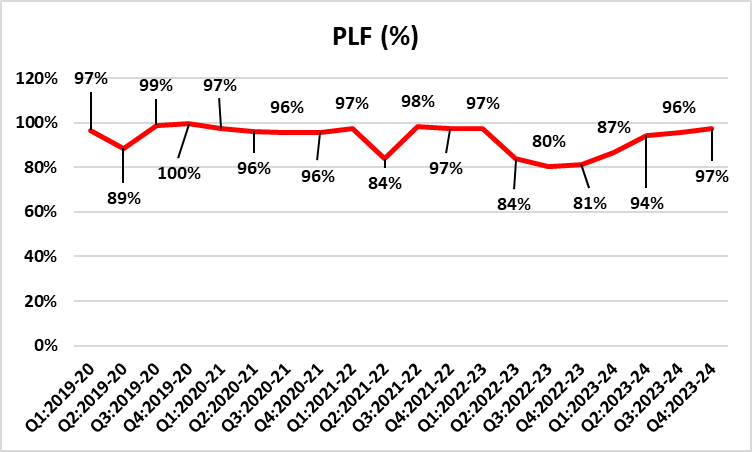 PLF (%)
120%
100%
80%
60%
40%
20%
0%
97%
89%
99%
100%
97%
96%
96%
96%
97%
84%
98%
97%
97%
84%
80%
81%
87%
94%
96%
97%
Q1:2019-20
Q2:2019-20
Q3:2019-20
Q4:2019-20
Q1:2020-21
Q2:2020-21
Q3:2020-21
Q4:2020-21
Q1:2021-22
Q2:2021-22
Q3:2021-22
Q4:2021-22
Q1:2022-23
Q2:2022-23
Q3:2022-23
Q4:2022-23
Q1:2023-24
Q2:2023-24
Q3:2023-24
Q4:2023-24